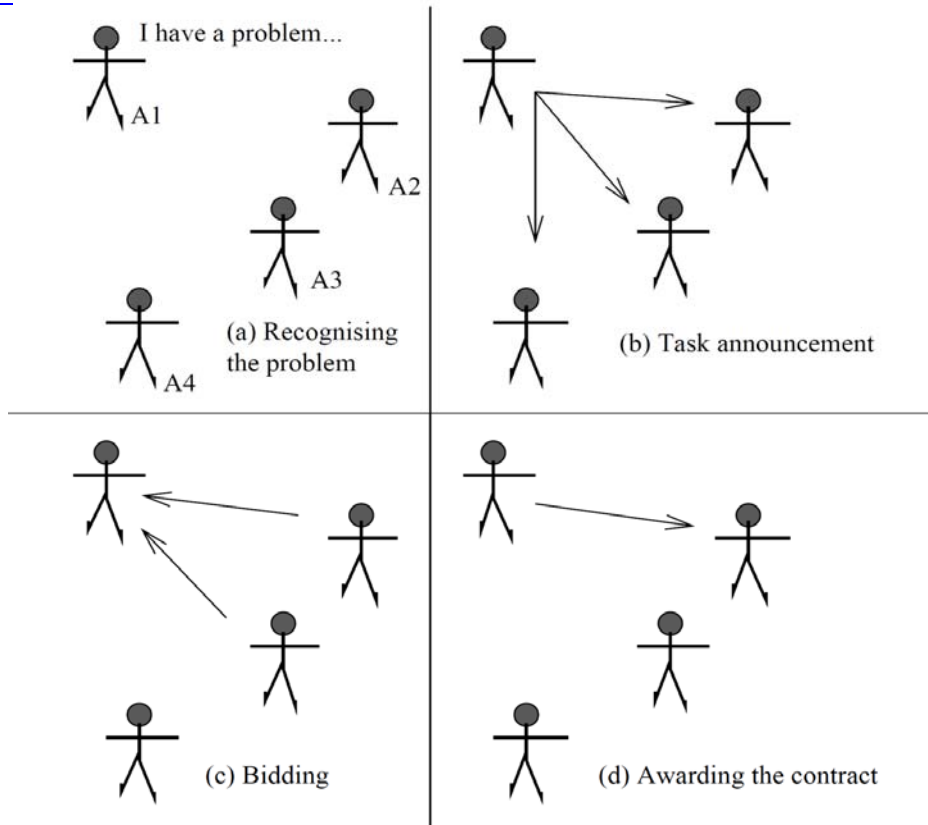 I have a problem...
A1
A2
A3
A4
(a) Recognising
the problem
(b) Task announcement
(c) Bidding
(d) Awarding the contract